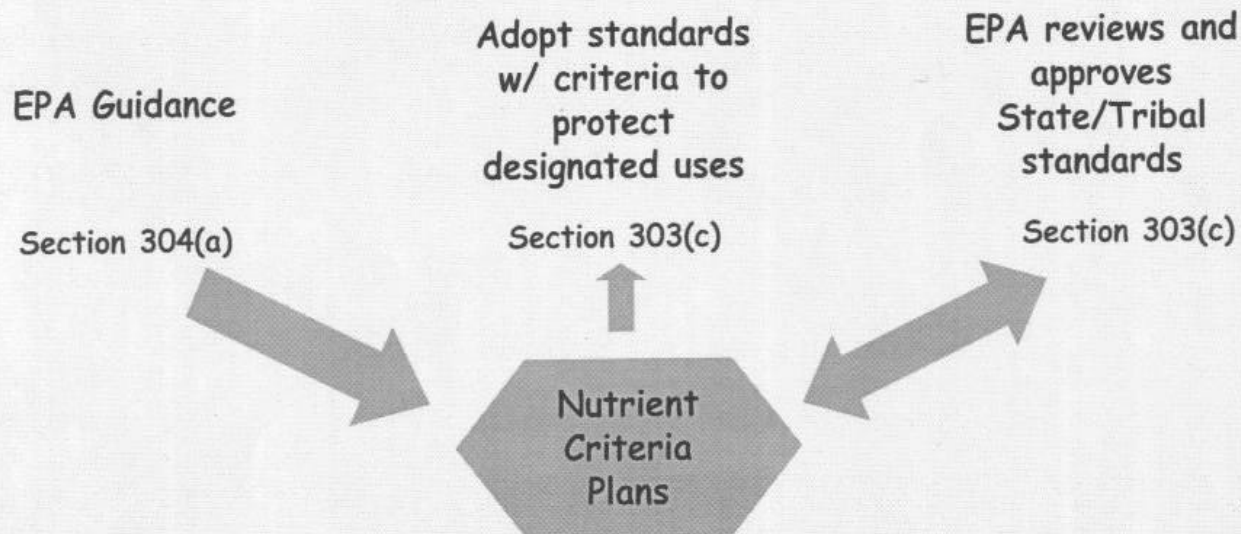 EPA Guidance
Section 304(a)
Adopt standards
w/ criteria to
protect
designated uses
Section 303(c)
EPA reviews and
approves
State/Tribal
standards
Section 303(c)
Nutrient
Criteria
Plans